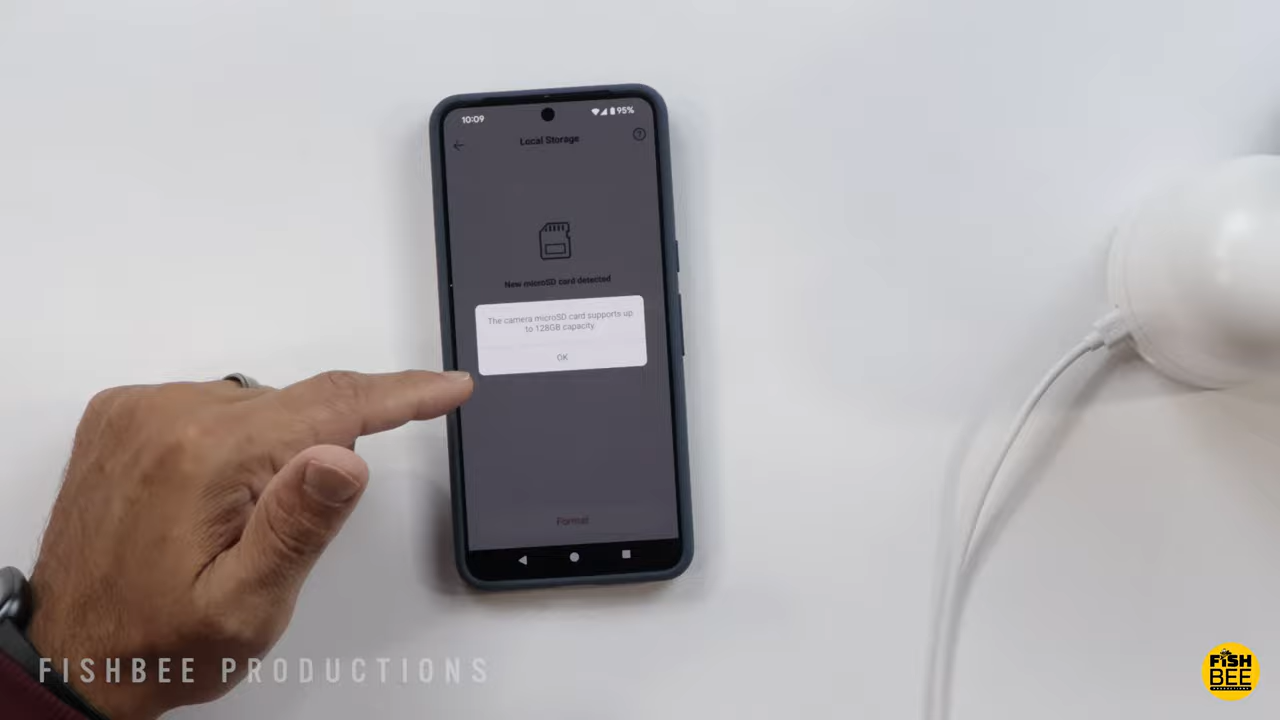 10:09
95%
Local Storage
New microSD card detected
The camera microSD card supports up
to 128GB capacity
OK
Format
FISHBEE PRODUCTIONS
FISH
BEE
PRODUCTIONS